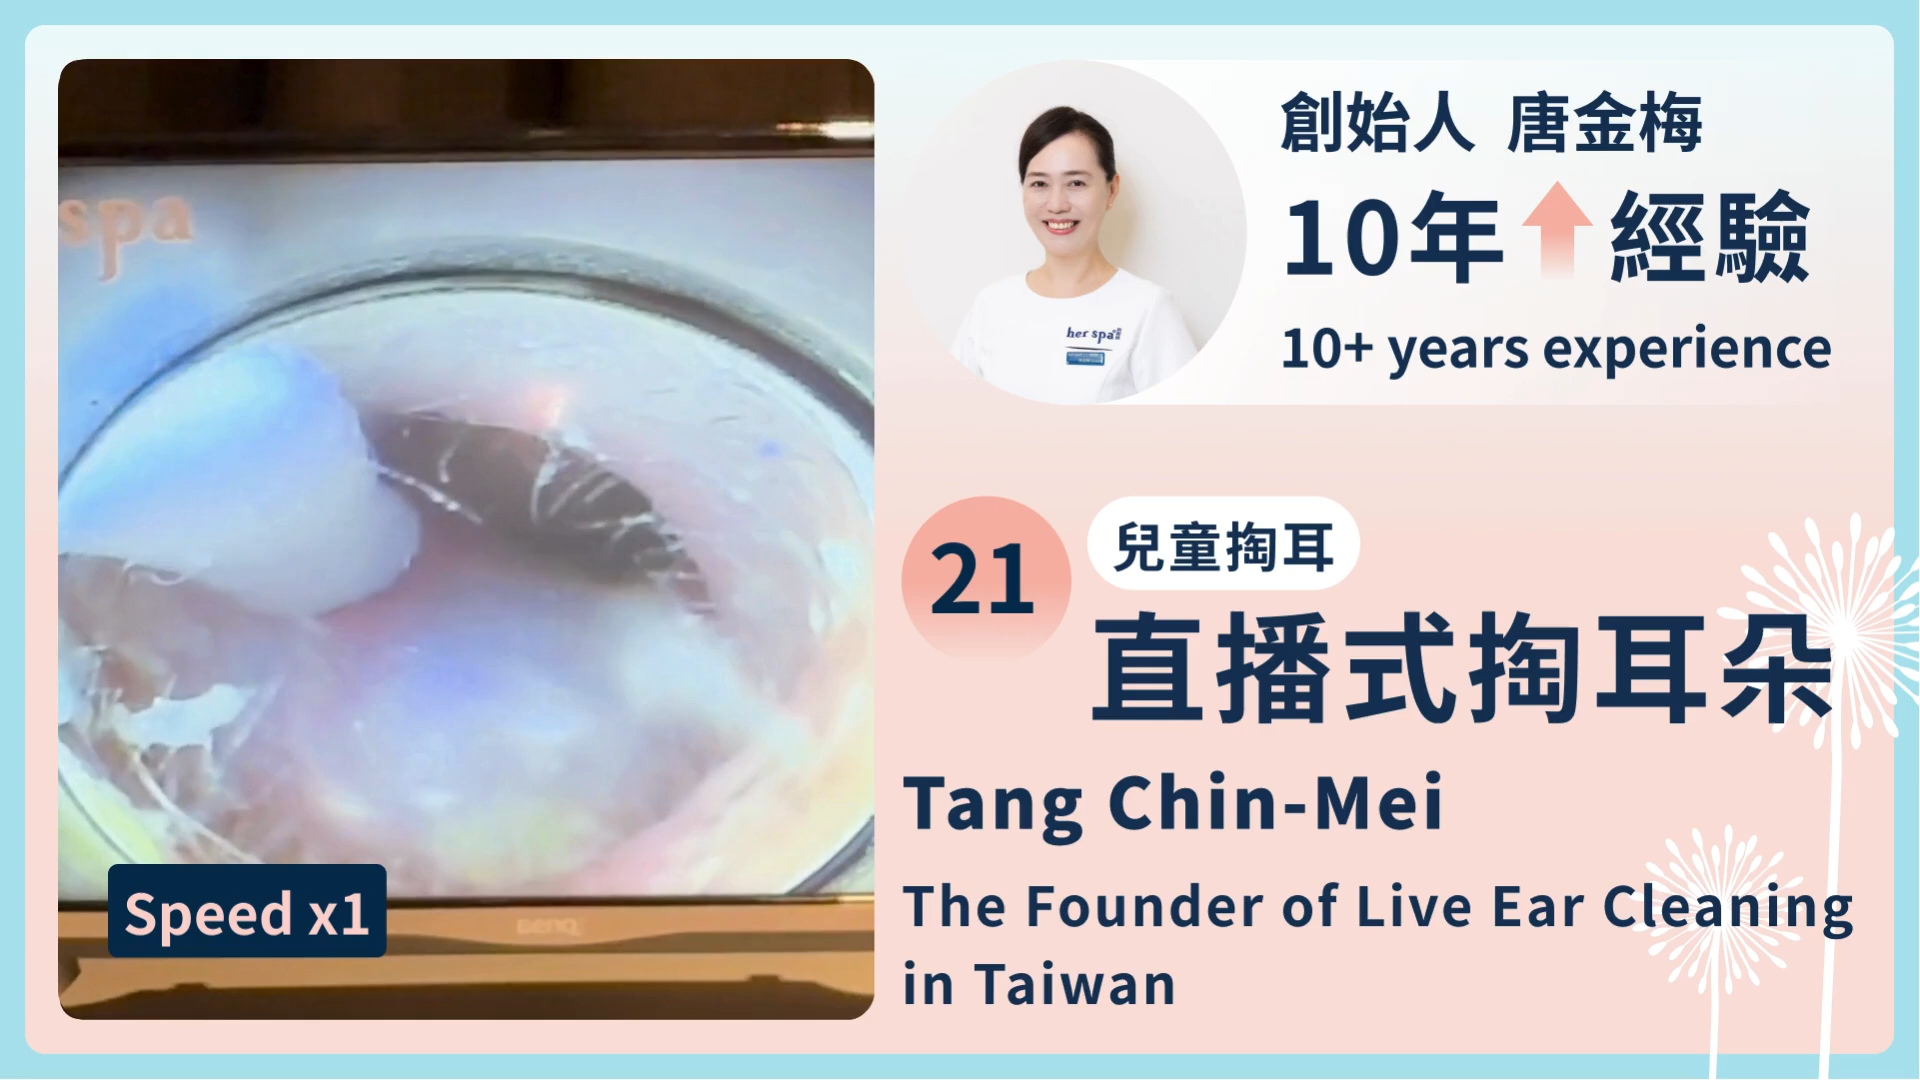 spa
Speed x1
BenQ
創始人 唐金梅
10年 經驗
10+ years experience
her spa
21
兒童掏耳
直播式掏耳朵
Tang Chin-Mei
The Founder of Live Ear Cleaning
in Taiwan